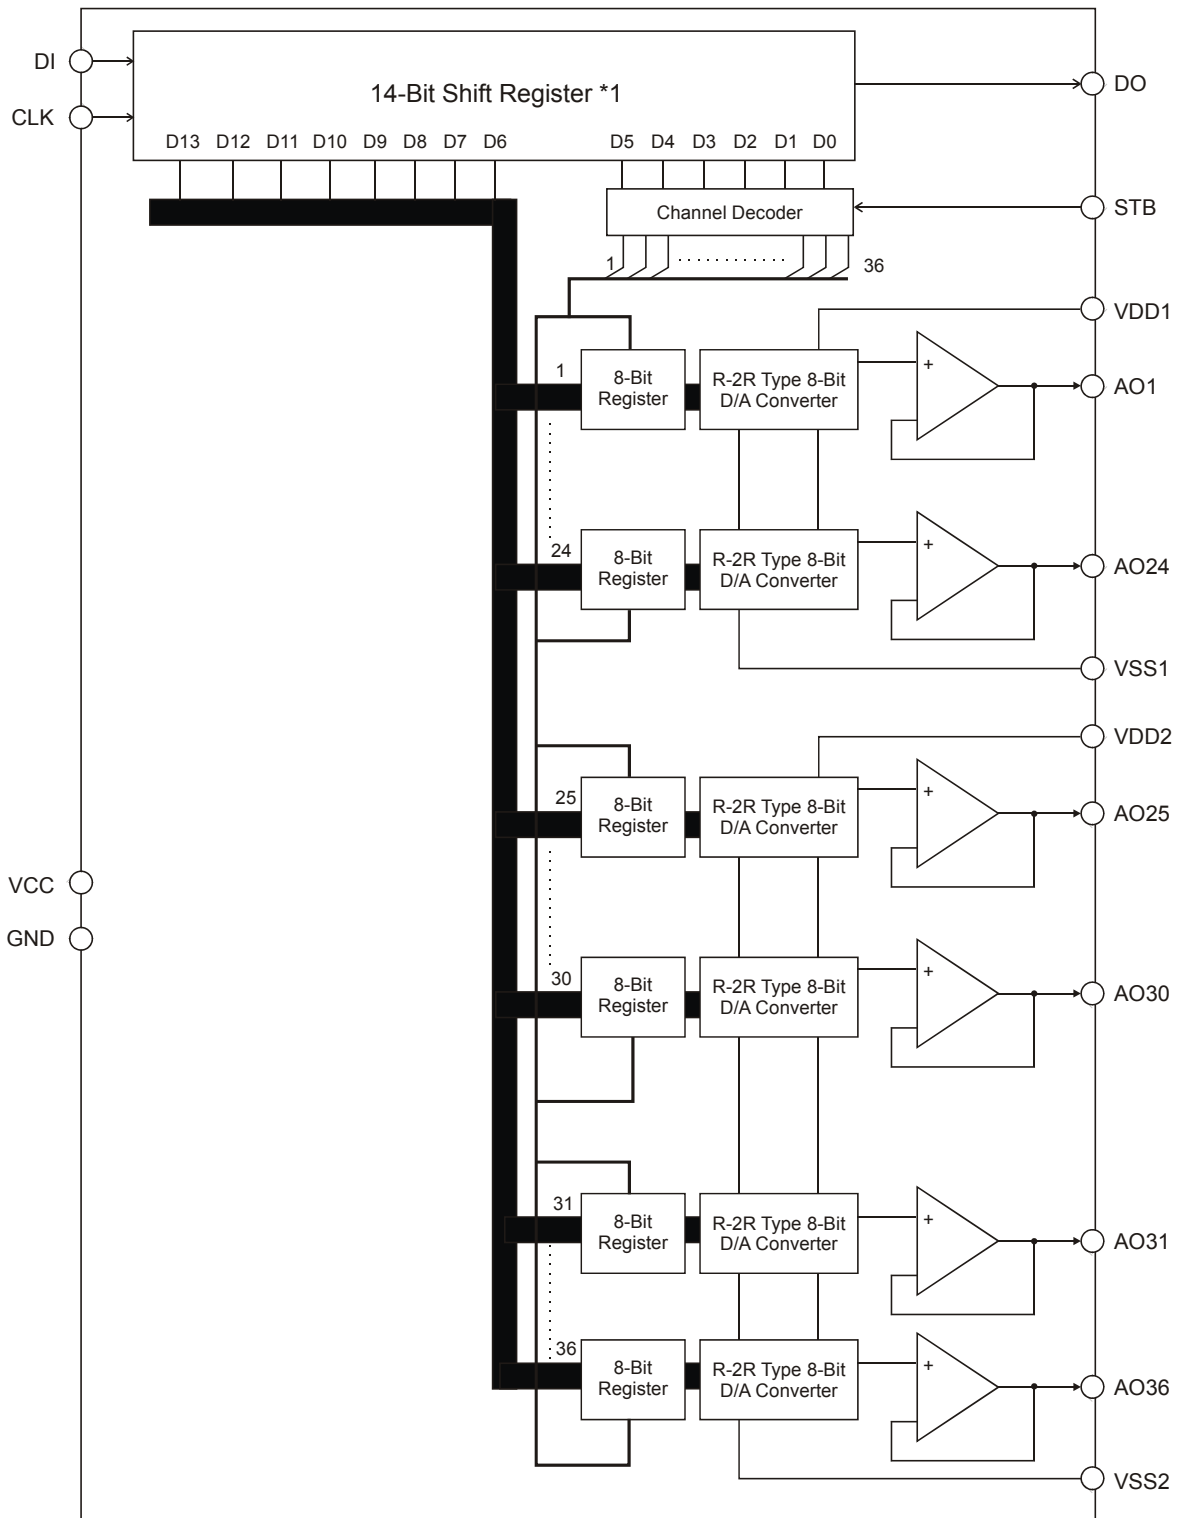 DI
14-Bit Shift Register *1
DO
CLK
D13 D12 D11 D10 D9 D8 D7 D6 D5 D4 D3 D2 D1 D0
Channel Decoder
STB
1
36
VDD1
1
8-Bit
Register
R-2R Type 8-Bit
D/A Converter
+
AO1
24
8-Bit
Register
R-2R Type 8-Bit
D/A Converter
+
AO24
VSS1
VDD2
25
8-Bit
Register
R-2R Type 8-Bit
D/A Converter
+
AO25
VCC
GND
30
8-Bit
Register
R-2R Type 8-Bit
D/A Converter
+
AO30
31
8-Bit
Register
R-2R Type 8-Bit
D/A Converter
+
AO31
36
8-Bit
Register
R-2R Type 8-Bit
D/A Converter
+
AO36
VSS2